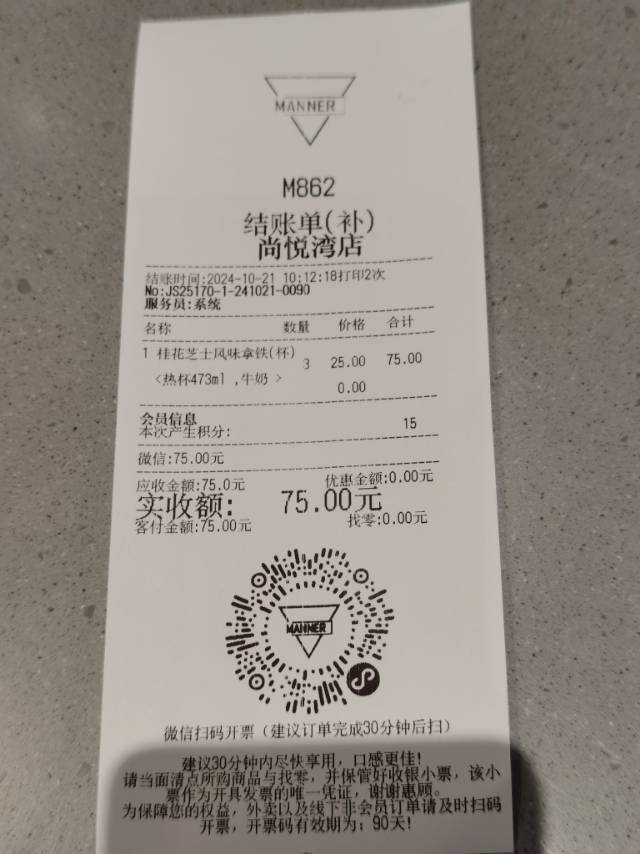 MANNER
M862
结账单(补)
尚悦湾店
结账时间:2024-10-21 10:12:18打印2次
No:JS25170-1-241021-0090
服务员:系统
名称 数量 价格 合计
1 桂花芝士风味拿铁(杯) 3 25.00 75.00
<热杯473ml ,牛奶 > 0.00
会员信息
本次产生积分: 15
微信:75.00元
应收金额:75.0元 优惠金额:0.00元
实收额: 75.00元
客付金额:75.00元 找零:0.00元
MANNER
微信扫码开票（建议订单完成30分钟后扫）
建议30分钟内尽快享用，口感更佳！
请当面清点所购商品与找零，并保管好收银小票，该小
票作为开具发票的唯一凭证，谢谢惠顾。
为保障您的权益，外卖以及线下非会员订单请及时扫码
开票，开票码有效期为：90天！